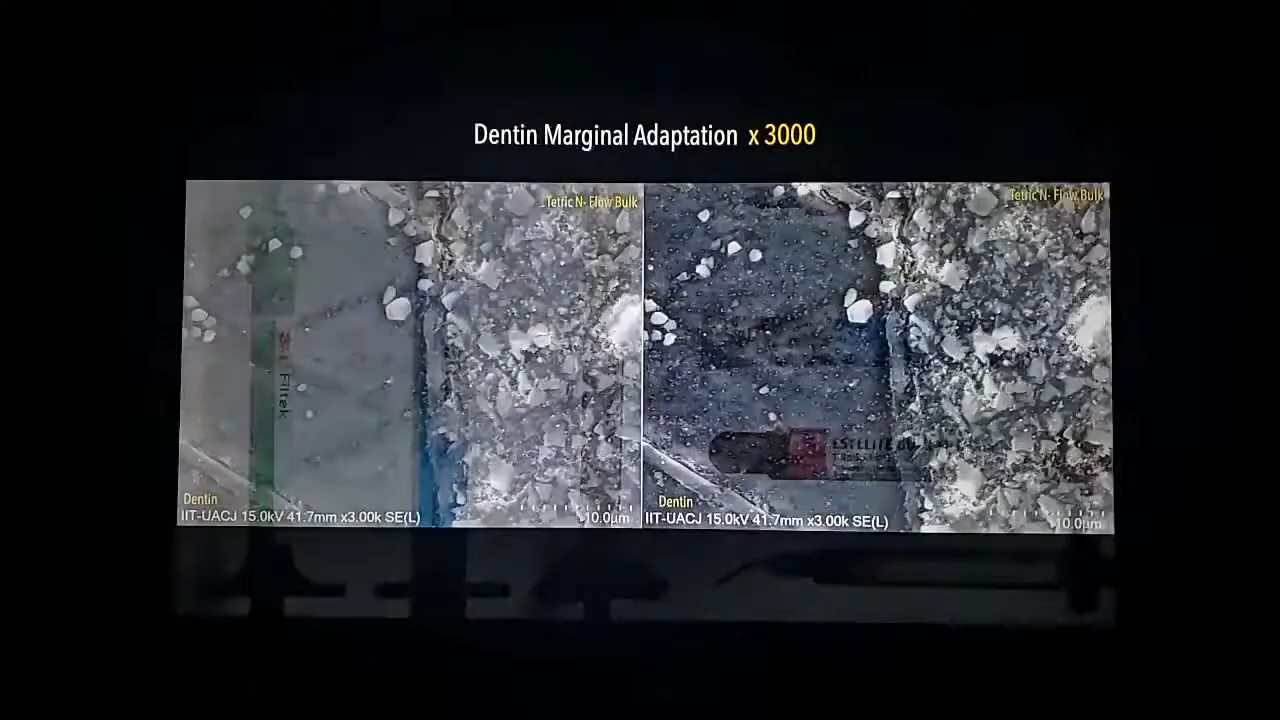 Dentin Marginal Adaptation x 3000
Tetric N- Flow Bulk
Tetric N- Flow Bulk
Filtek
ESTELITE
Dentin
Dentin
IIT-UACJ 15.0kV 41.7mm x3.00k SE(L)
10.0µm
IIT-UACJ 15.0kV 41.7mm x3.00k SE(L)
10.0µm